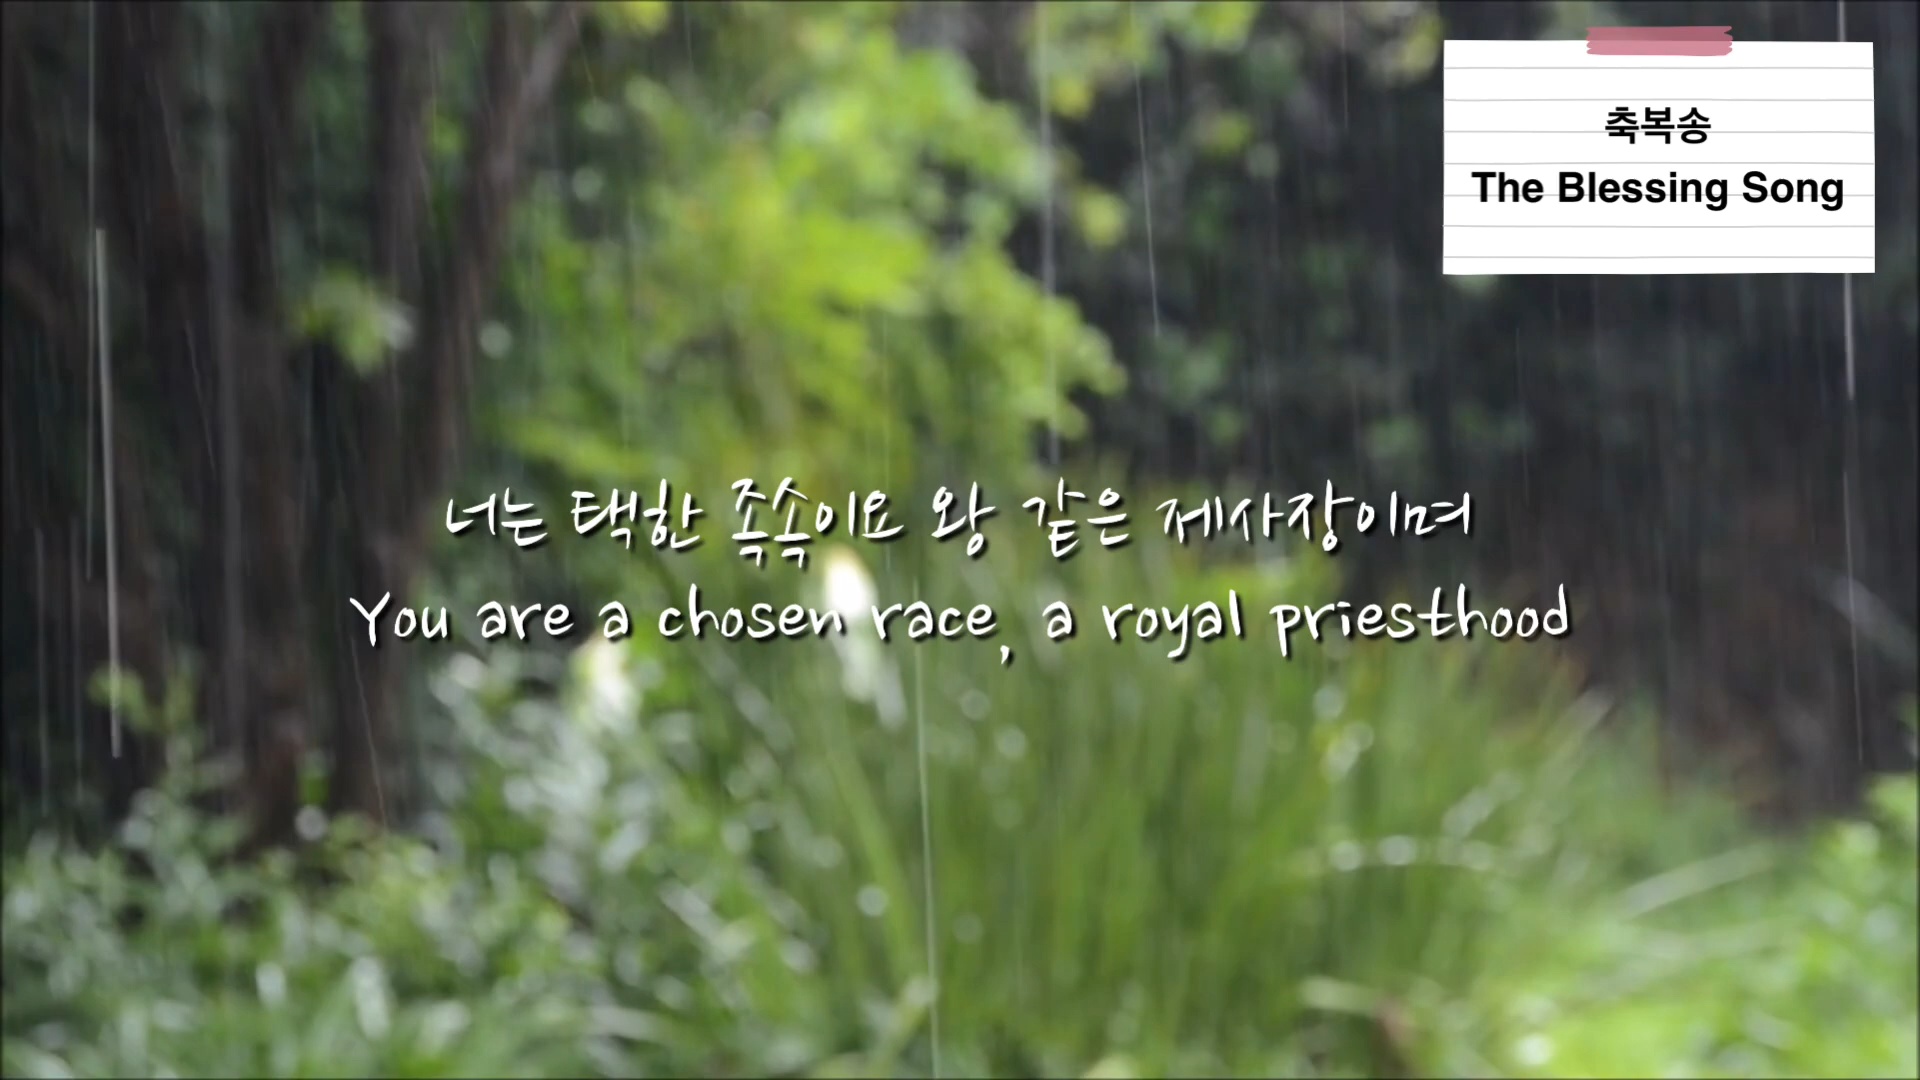 축복송
The Blessing Song
너는 택한 족속이요 왕 같은 제사장이며
You are a chosen race, a royal priesthood